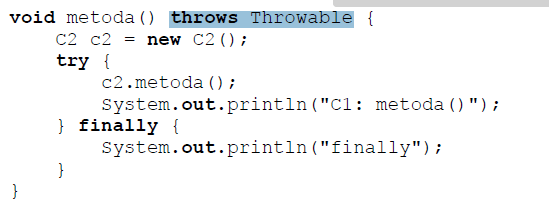 void metoda() throws Throwable {
    C2 c2 = new C2();
    try {
        c2.metoda();
        System.out.println("C1: metoda()");
    } finally {
        System.out.println("finally");
    }
}